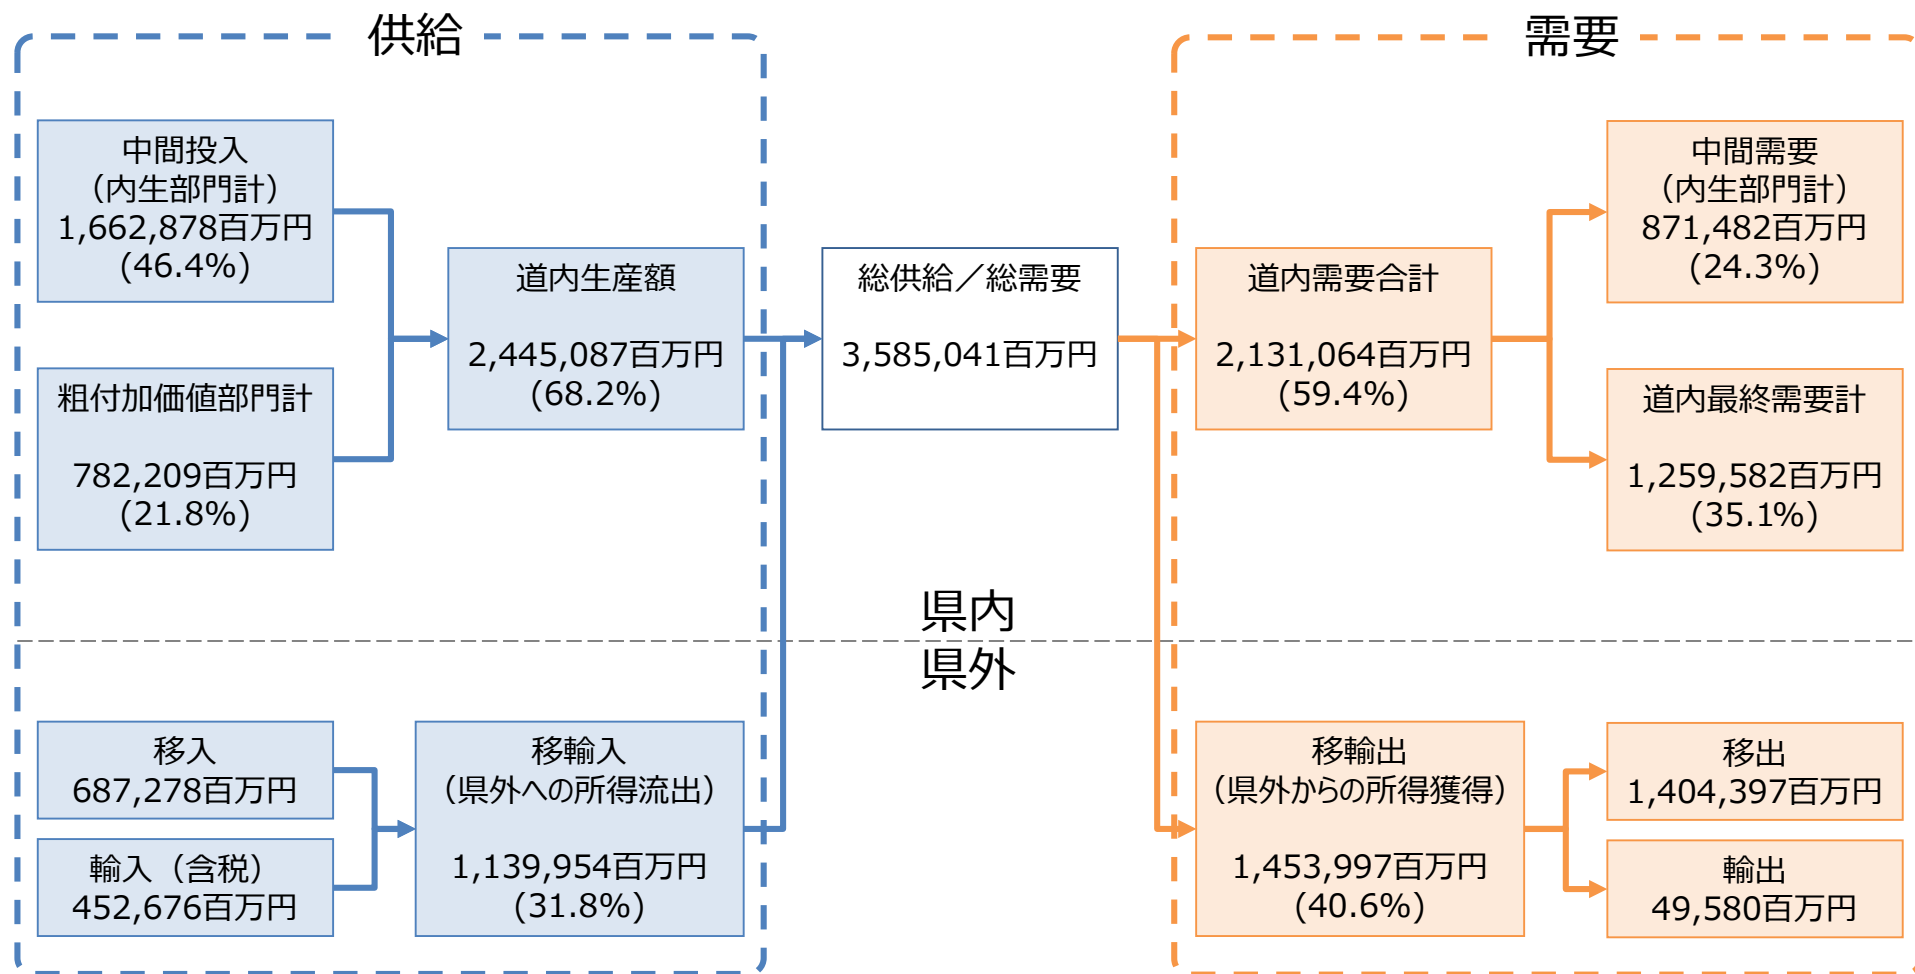 供給
需要
中間投入
（内生部門計）
1,662,878百万円
(46.4%)
粗付加価値部門計
782,209百万円
(21.8%)
道内生産額
2,445,087百万円
(68.2%)
総供給／総需要
3,585,041百万円
道内需要合計
2,131,064百万円
(59.4%)
中間需要
（内生部門計）
871,482百万円
(24.3%)
道内最終需要計
1,259,582百万円
(35.1%)
県内
県外
移入
687,278百万円
輸入（含税）
452,676百万円
移輸入
（県外への所得流出）
1,139,954百万円
(31.8%)
移輸出
（県外からの所得獲得）
1,453,997百万円
(40.6%)
移出
1,404,397百万円
輸出
49,580百万円